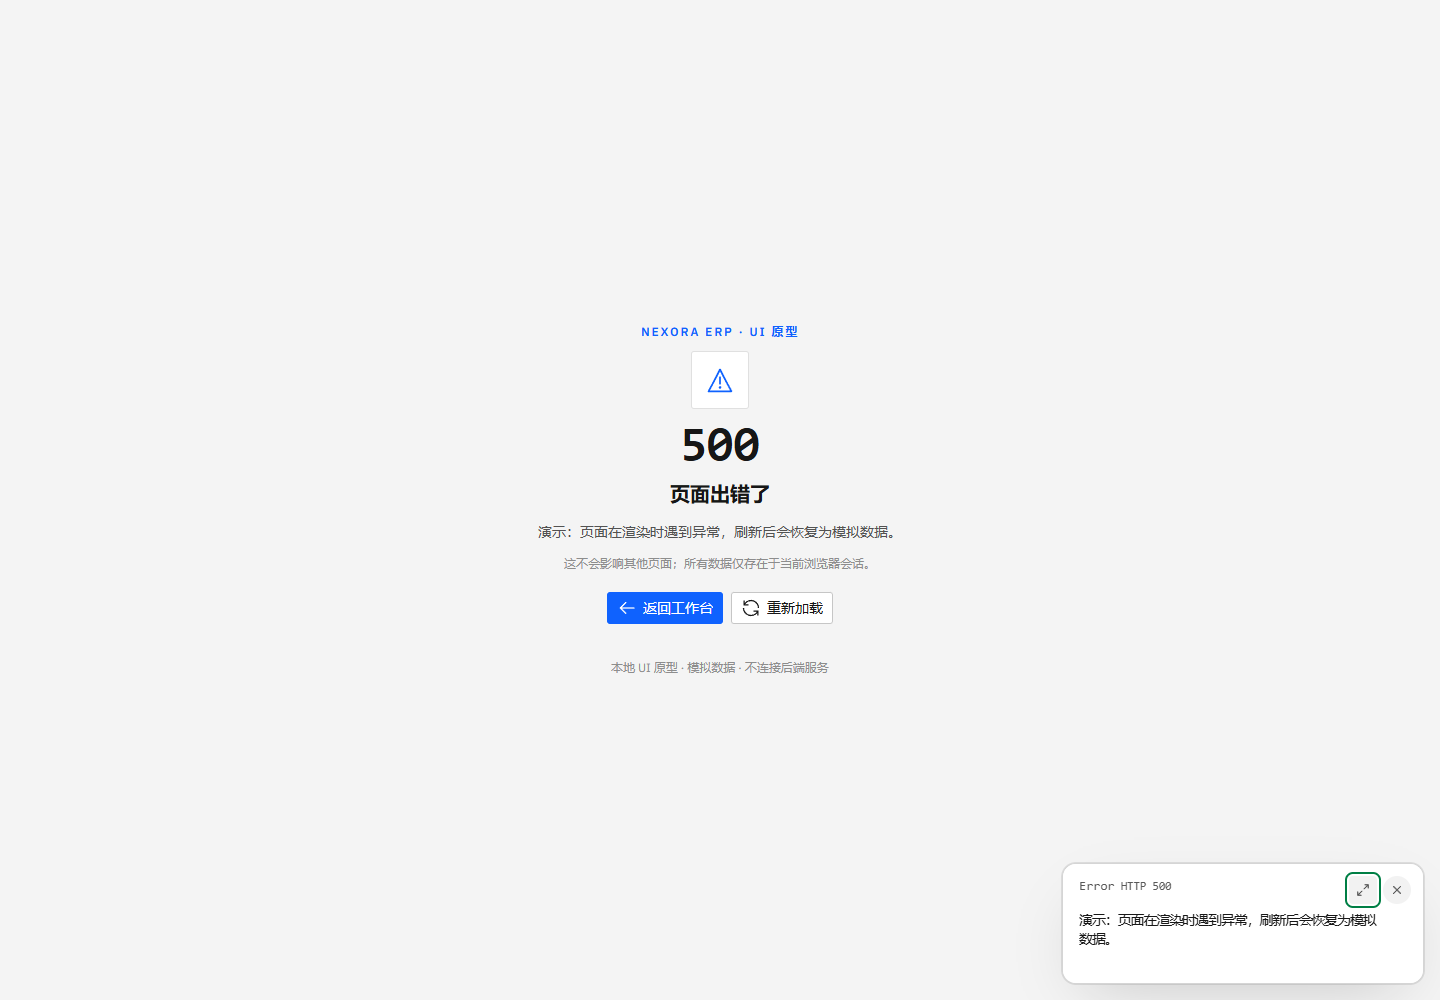 NEXORA ERP · UI 原型
500
页面出错了
演示：页面在渲染时遇到异常，刷新后会恢复为模拟数据。
这不会影响其他页面；所有数据仅存在于当前浏览器会话。
返回工作台
重新加载
本地 UI 原型 · 模拟数据 · 不连接后端服务
Error HTTP 500
演示：页面在渲染时遇到异常，刷新后会恢复为模拟
数据。